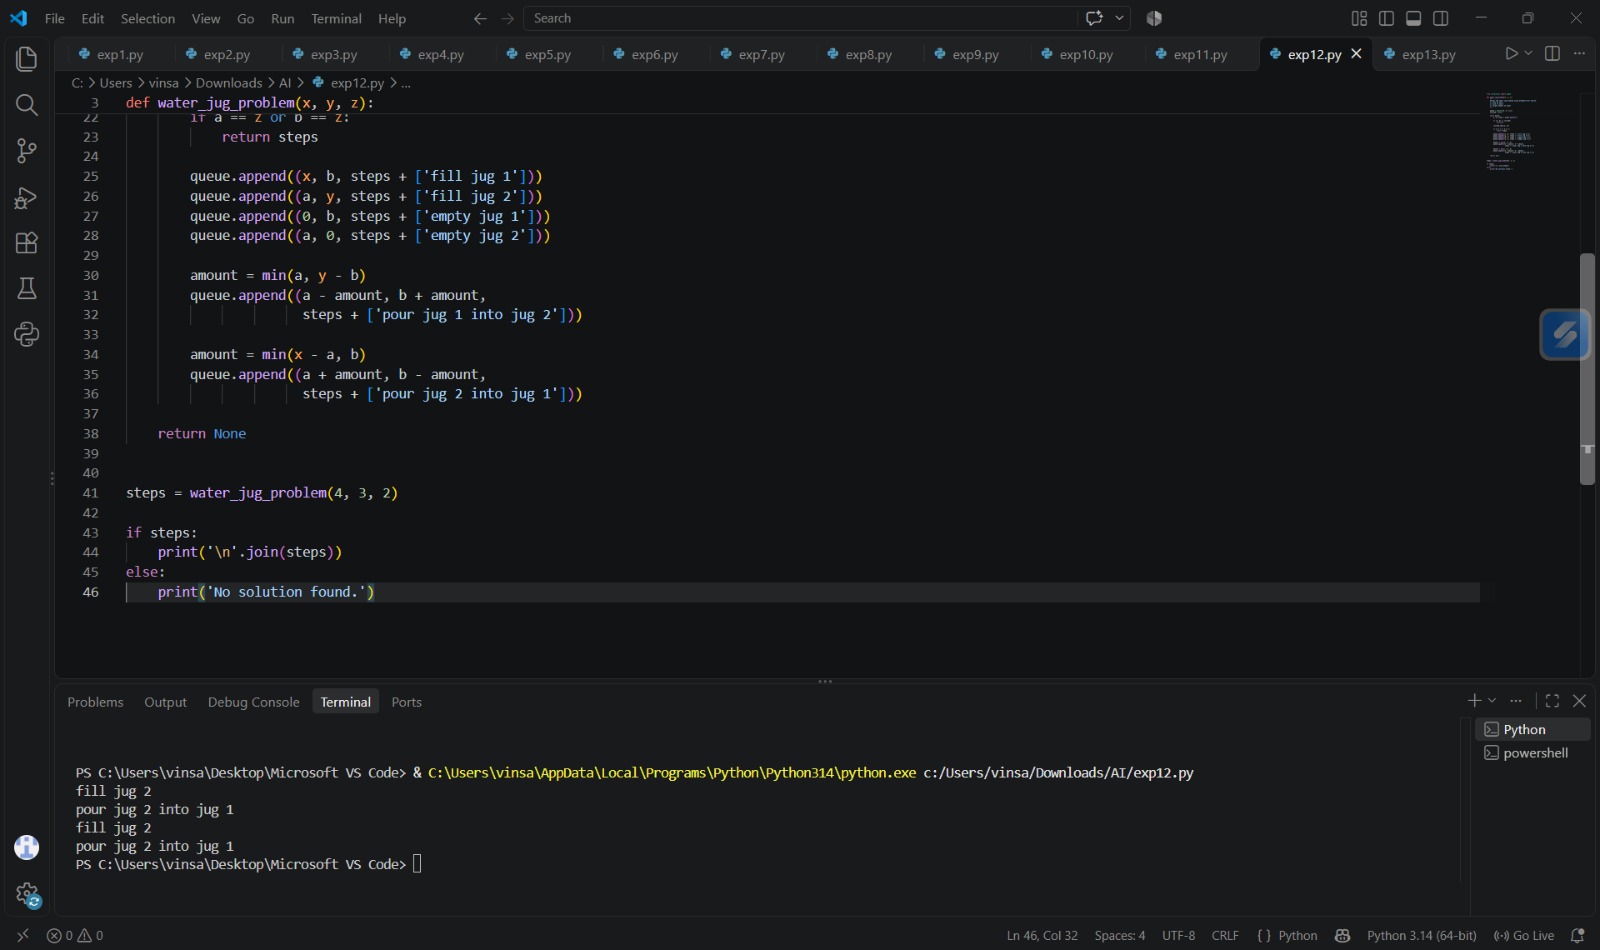 File Edit Selection View Go Run Terminal Help Search
exp1.py exp2.py exp3.py exp4.py exp5.py exp6.py exp7.py exp8.py exp9.py exp10.py exp11.py exp12.py exp13.py
C: > Users > vinsa > Downloads > AI > exp12.py > ...
3 def water_jug_problem(x, y, z):
22 if a == z or b == z:
23 return steps
24
25 queue.append((x, b, steps + ['fill jug 1']))
26 queue.append((a, y, steps + ['fill jug 2']))
27 queue.append((0, b, steps + ['empty jug 1']))
28 queue.append((a, 0, steps + ['empty jug 2']))
29
30 amount = min(a, y - b)
31 queue.append((a - amount, b + amount,
32 steps + ['pour jug 1 into jug 2']))
33
34 amount = min(x - a, b)
35 queue.append((a + amount, b - amount,
36 steps + ['pour jug 2 into jug 1']))
37
38 return None
39
40
41 steps = water_jug_problem(4, 3, 2)
42
43 if steps:
44 print('\n'.join(steps))
45 else:
46 print('No solution found.')
Problems Output Debug Console Terminal Ports
Python
powershell
PS C:\Users\vinsa\Desktop\Microsoft VS Code> & C:\Users\vinsa\AppData\Local\Programs\Python\Python314\python.exe c:/Users/vinsa/Downloads/AI/exp12.py
fill jug 2
pour jug 2 into jug 1
fill jug 2
pour jug 2 into jug 1
PS C:\Users\vinsa\Desktop\Microsoft VS Code>
0 0 Ln 46, Col 32 Spaces: 4 UTF-8 CRLF {} Python Python 3.14 (64-bit) Go Live